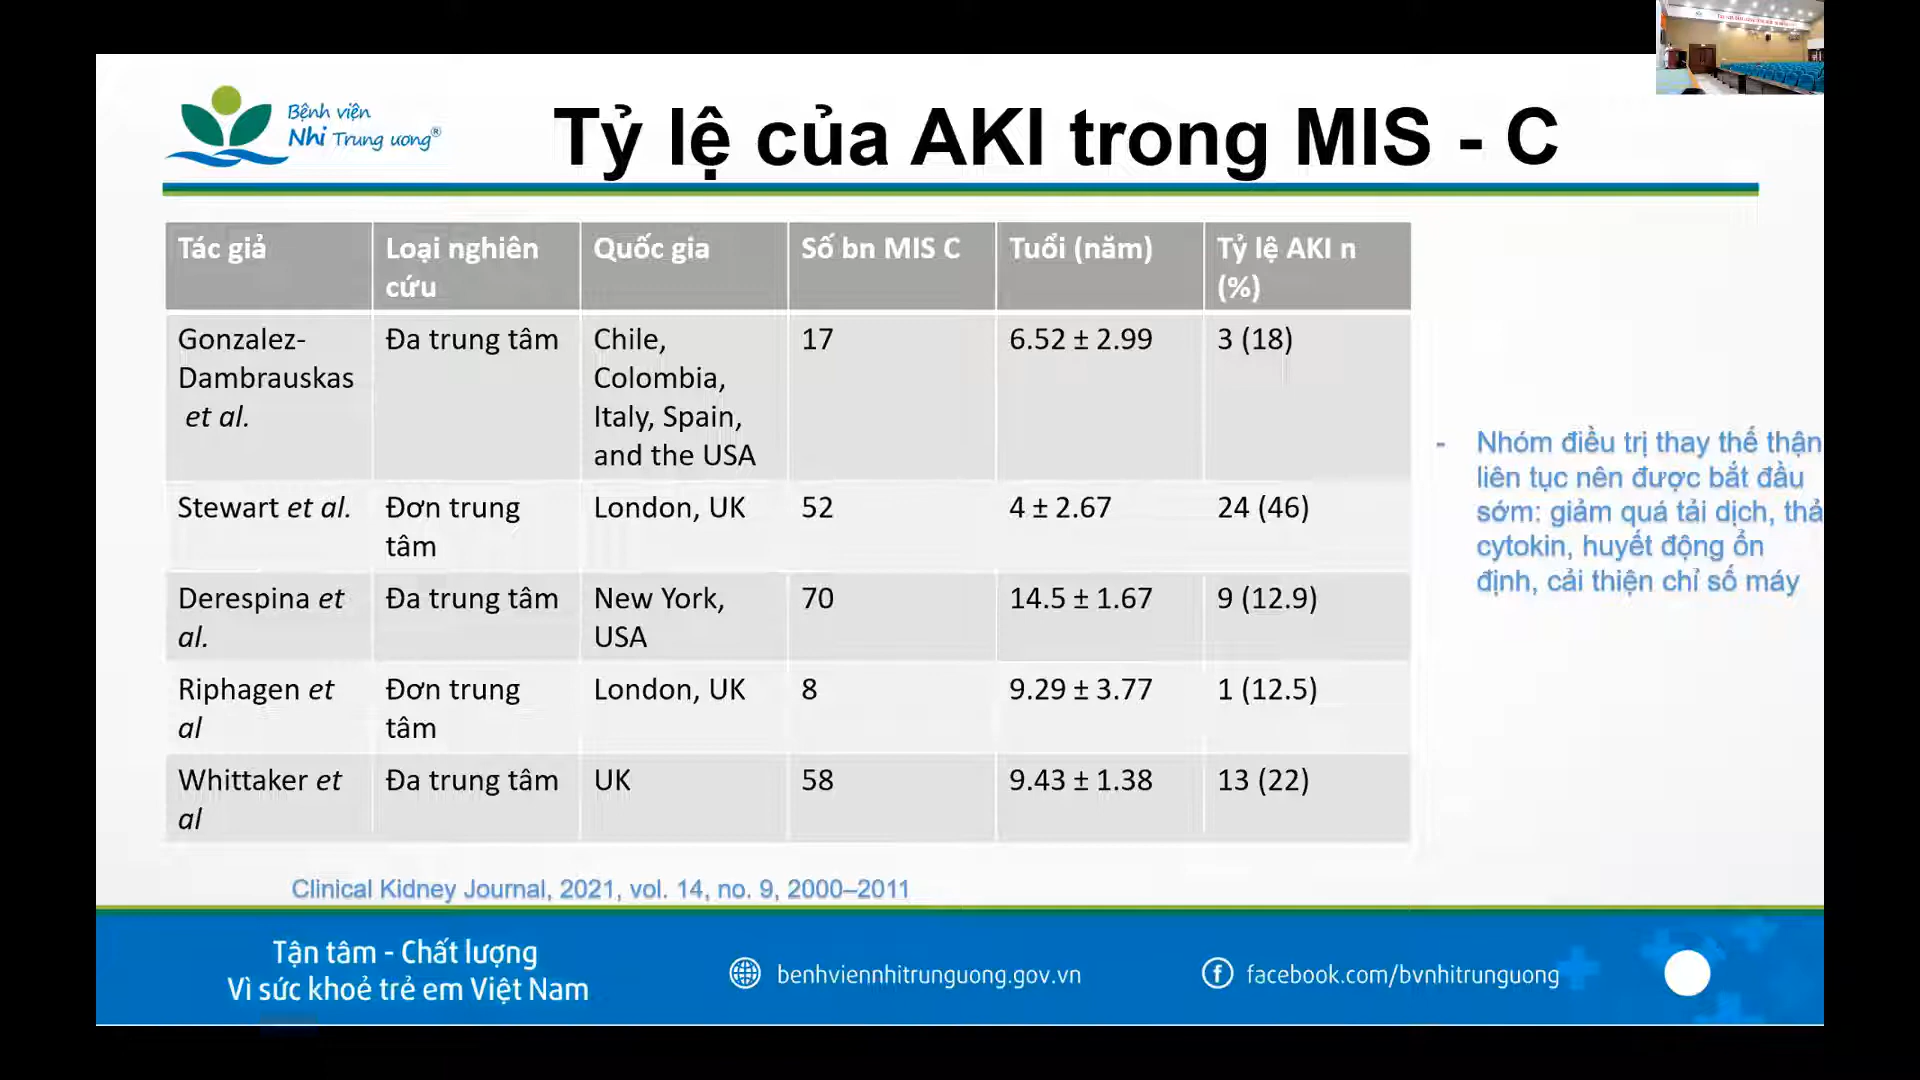 Bệnh viện
Nhi Trung ương®
Tỷ lệ của AKI trong MIS - C
Tác giả
Loại nghiên
cứu
Quốc gia
Số bn MIS C
Tuổi (năm)
Tỷ lệ AKI n
(%)
Gonzalez-
Dambrauskas
et al.
Đa trung tâm
Chile,
Colombia,
Italy, Spain,
and the USA
17
6.52 ± 2.99
3 (18)
Stewart et al.
Đơn trung
tâm
London, UK
52
4 ± 2.67
24 (46)
Derespina et
al.
Đa trung tâm
New York,
USA
70
14.5 ± 1.67
9 (12.9)
Riphagen et
al
Đơn trung
tâm
London, UK
8
9.29 ± 3.77
1 (12.5)
Whittaker et
al
Đa trung tâm
UK
58
9.43 ± 1.38
13 (22)
- Nhóm điều trị thay thế thận
liên tục nên được bắt đầu
sớm: giảm quá tải dịch, thả
cytokin, huyết động ổn
định, cải thiện chỉ số máy
Clinical Kidney Journal, 2021, vol. 14, no. 9, 2000–2011
Tận tâm - Chất lượng
Vì sức khoẻ trẻ em Việt Nam
benhviennhitrunguong.gov.vn
facebook.com/bvnhitrunguong